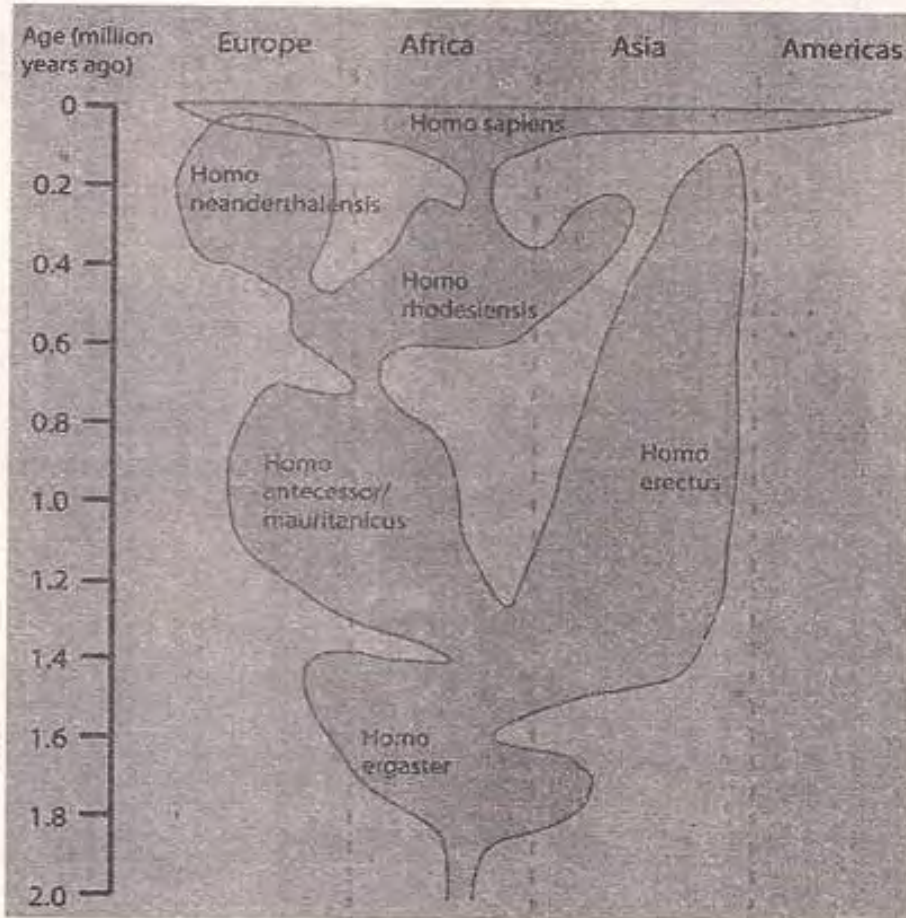 Age (million
years ago)
Europe
Africa
Asia
Americas
0
Homo sapiens
0.2
Homo
neanderthalensis
0.4
Homo
rhodesiensis
0.6
0.8
Homo
antecessor/
mauritanicus
Homo
erectus
1.0
1.2
1.4
1.6
Homo
ergaster
1.8
2.0